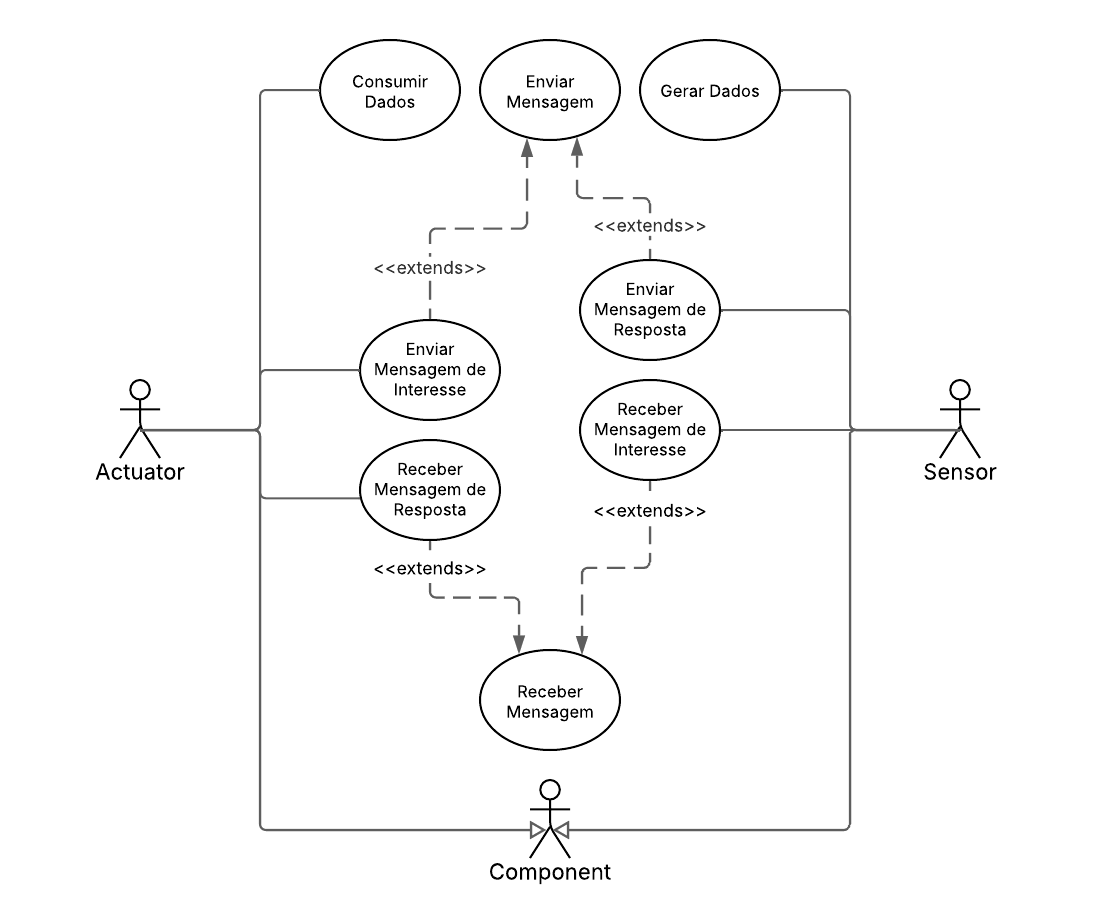 Consumir
Dados
Enviar
Mensagem
Gerar Dados
<<extends>>
<<extends>>
Enviar
Mensagem de
Resposta
Enviar
Mensagem de
Interesse
Receber
Mensagem de
Interesse
Actuator
Sensor
Receber
Mensagem de
Resposta
<<extends>>
<<extends>>
Receber
Mensagem
Component